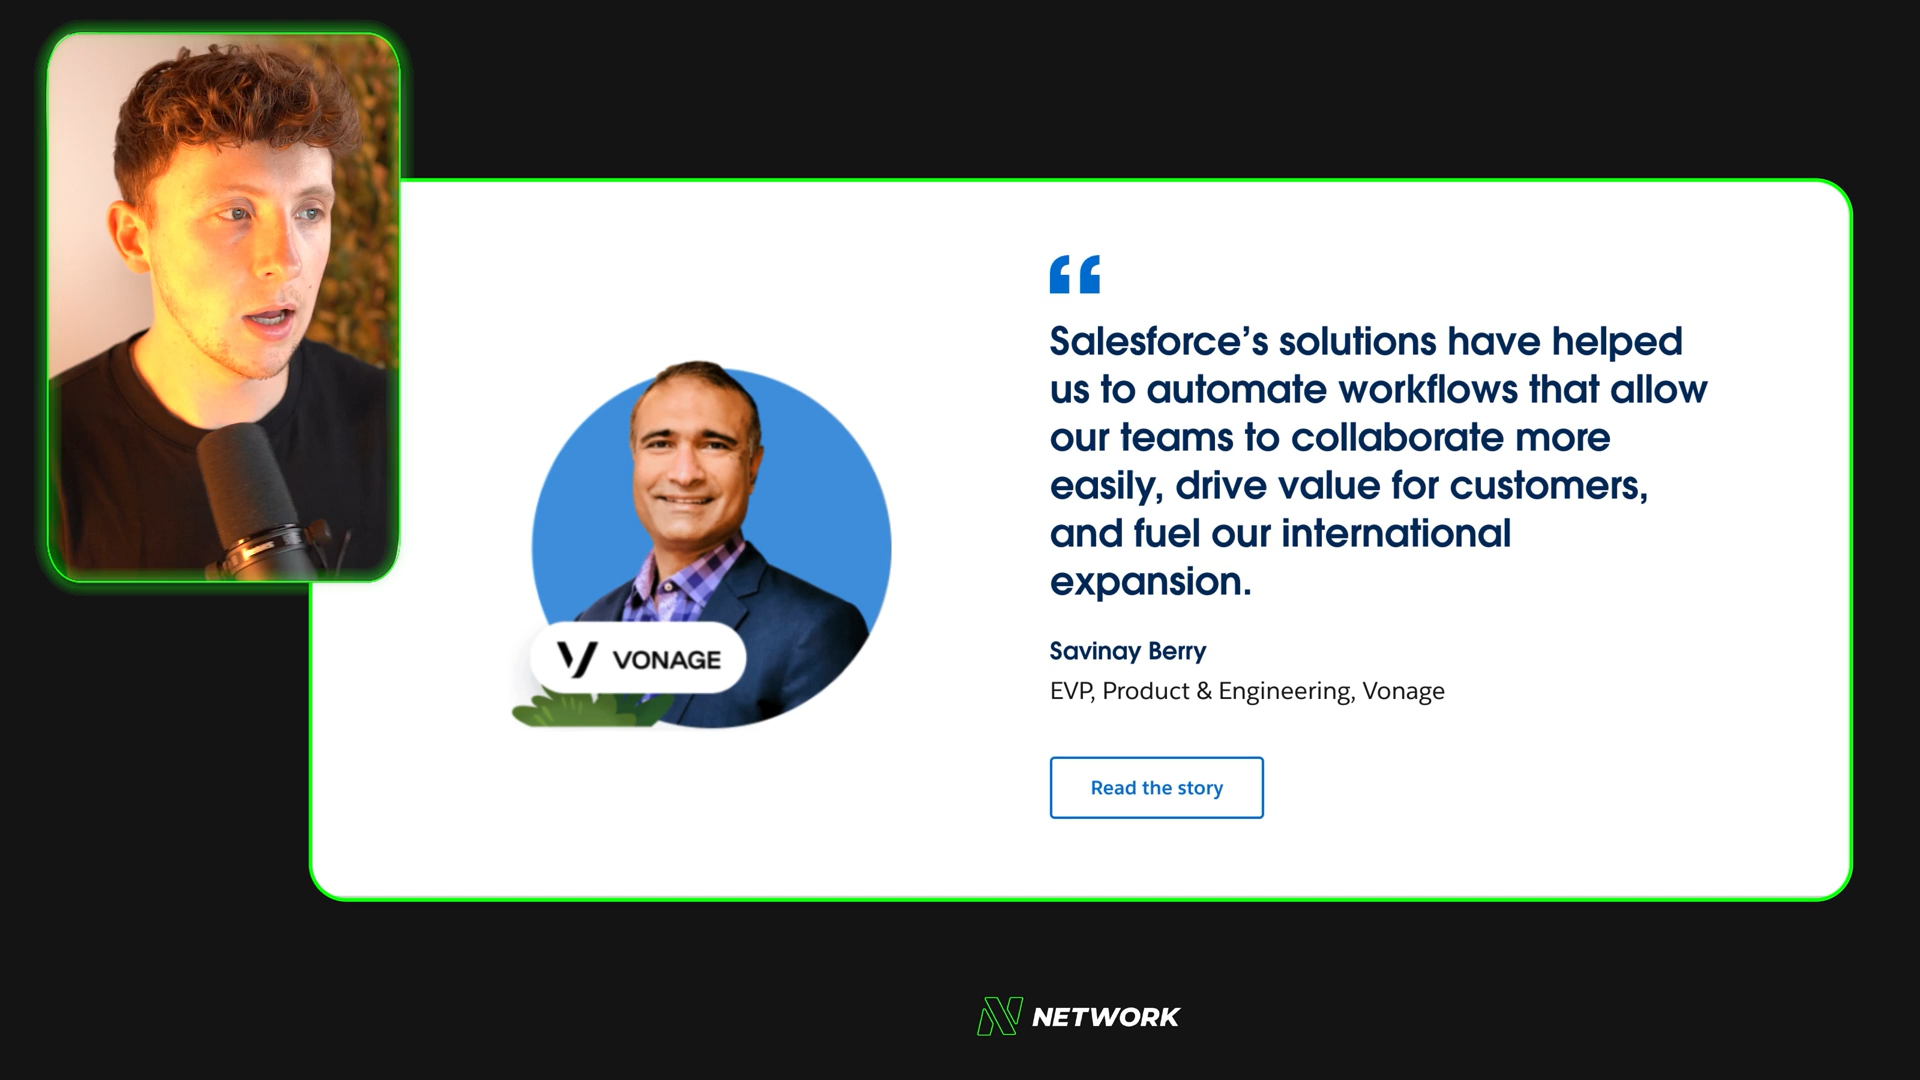 “
Salesforce’s solutions have helped
us to automate workflows that allow
our teams to collaborate more
easily, drive value for customers,
and fuel our international
expansion.
Savinay Berry
EVP, Product & Engineering, Vonage
VONAGE
Read the story
NETWORK